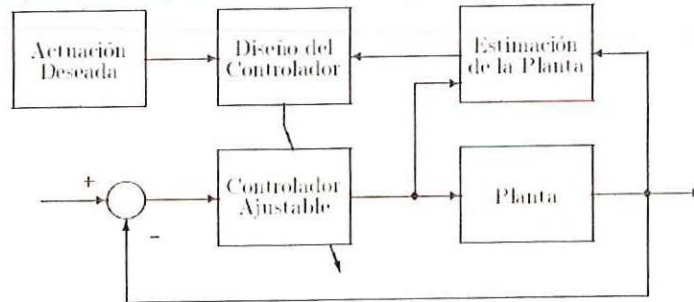 Actuación
Deseada
Diseño del
Controlador
Estimación
de la Planta
+
−
Controlador
Ajustable
Planta